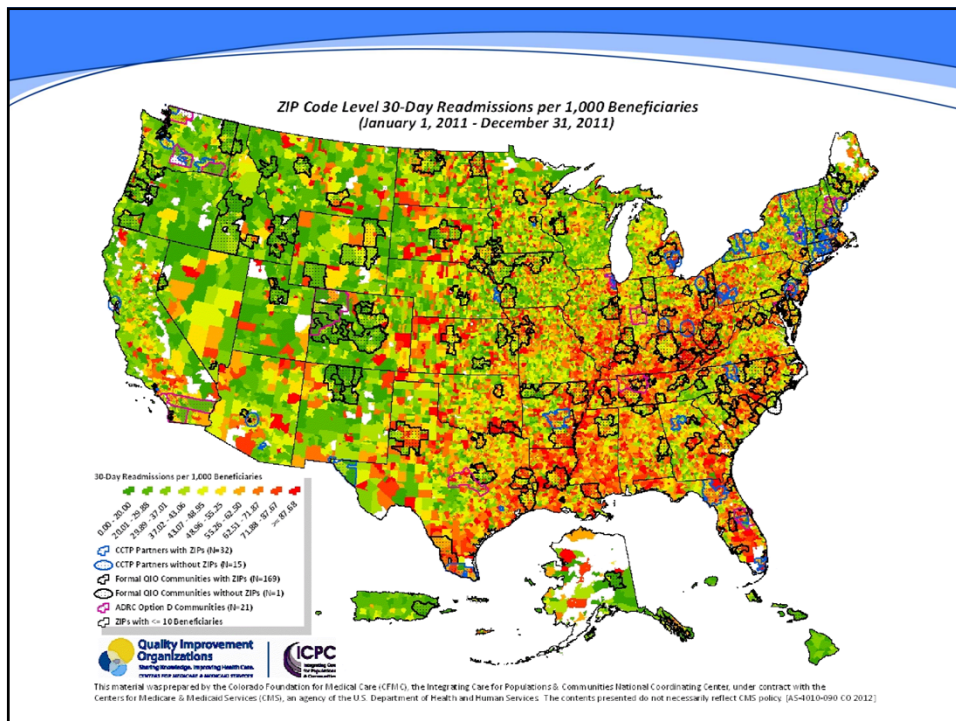 ZIP Code Level 30-Day Readmissions per 1,000 Beneficiaries
(January 1, 2011 - December 31, 2011)
30-Day Readmissions per 1,000 Beneficiaries
0.00 - 20.00
20.01 - 29.88
29.89 - 37.01
37.02 - 43.06
43.07 - 48.95
48.96 - 55.25
55.26 - 62.50
62.51 - 71.87
71.88 - 87.67
>= 87.68
CCTP Partners with ZIPs (N=32)
CCTP Partners without ZIPs (N=15)
Formal QIO Communities with ZIPs (N=169)
Formal QIO Communities without ZIPs (N=1)
ADRC Option D Communities (N=21)
ZIPs with <= 10 Beneficiaries
Quality Improvement
Organizations
Sharing Knowledge. Improving Health Care.
CENTERS FOR MEDICARE & MEDICAID SERVICES
ICPC
Integrating Care
for Populations
& Communities
This material was prepared by the Colorado Foundation for Medical Care (CFMC), the Integrating Care for Populations & Communities National Coordinating Center, under contract with the
Centers for Medicare & Medicaid Services (CMS), an agency of the U.S. Department of Health and Human Services. The contents presented do not necessarily reflect CMS policy. [AS-4010-090 CO 2012]